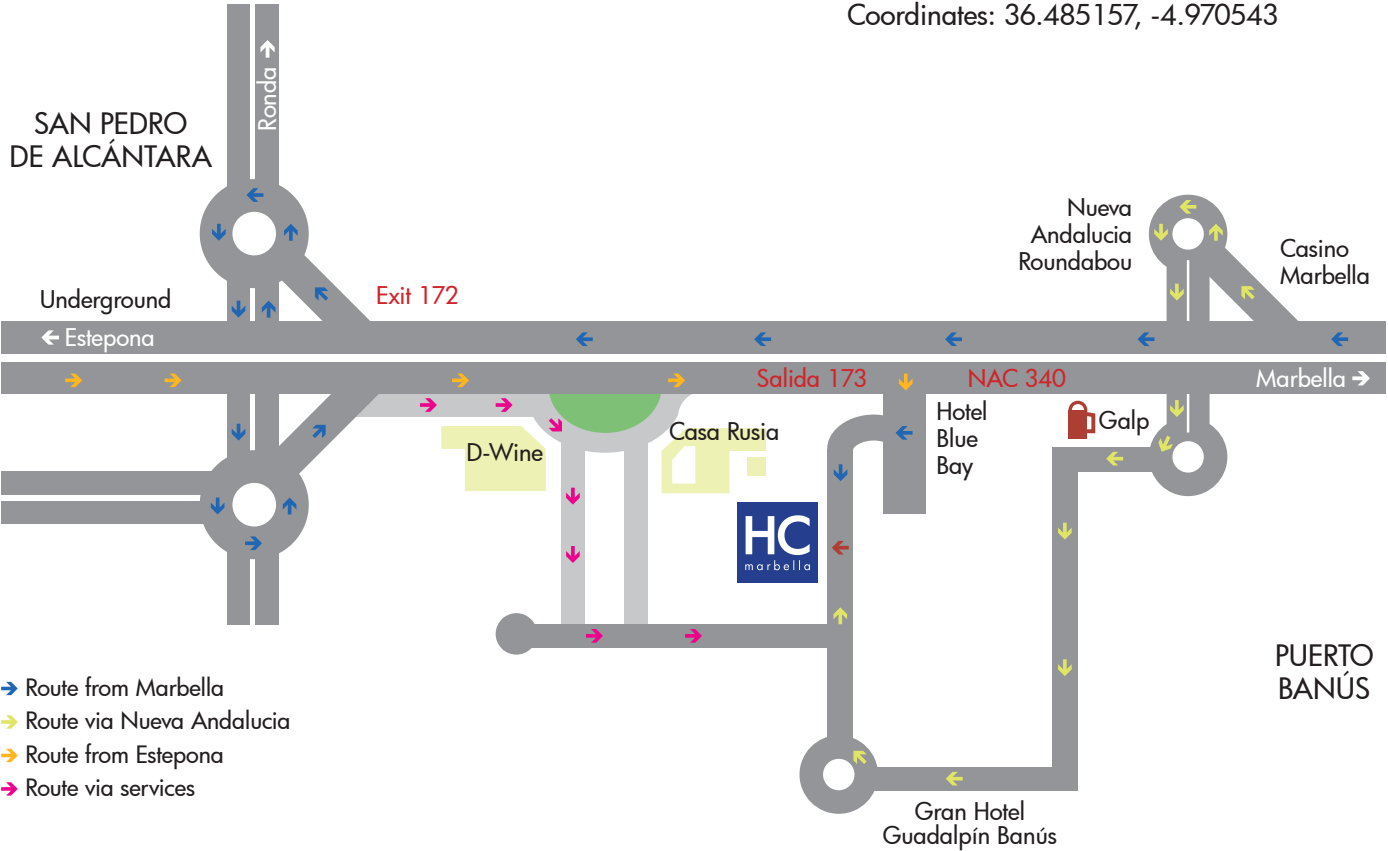 Coordinates: 36.485157, -4.970543
Ronda
SAN PEDRO
DE ALCÁNTARA
Nueva
Andalucia
Roundabou
Casino
Marbella
Underground
Exit 172
Estepona
Salida 173
NAC 340
Marbella
Hotel
Blue
Bay
Galp
D-Wine
Casa Rusia
HC
marbella
PUERTO
BANÚS
Route from Marbella
Route via Nueva Andalucia
Route from Estepona
Route via services
Gran Hotel
Guadalpín Banús